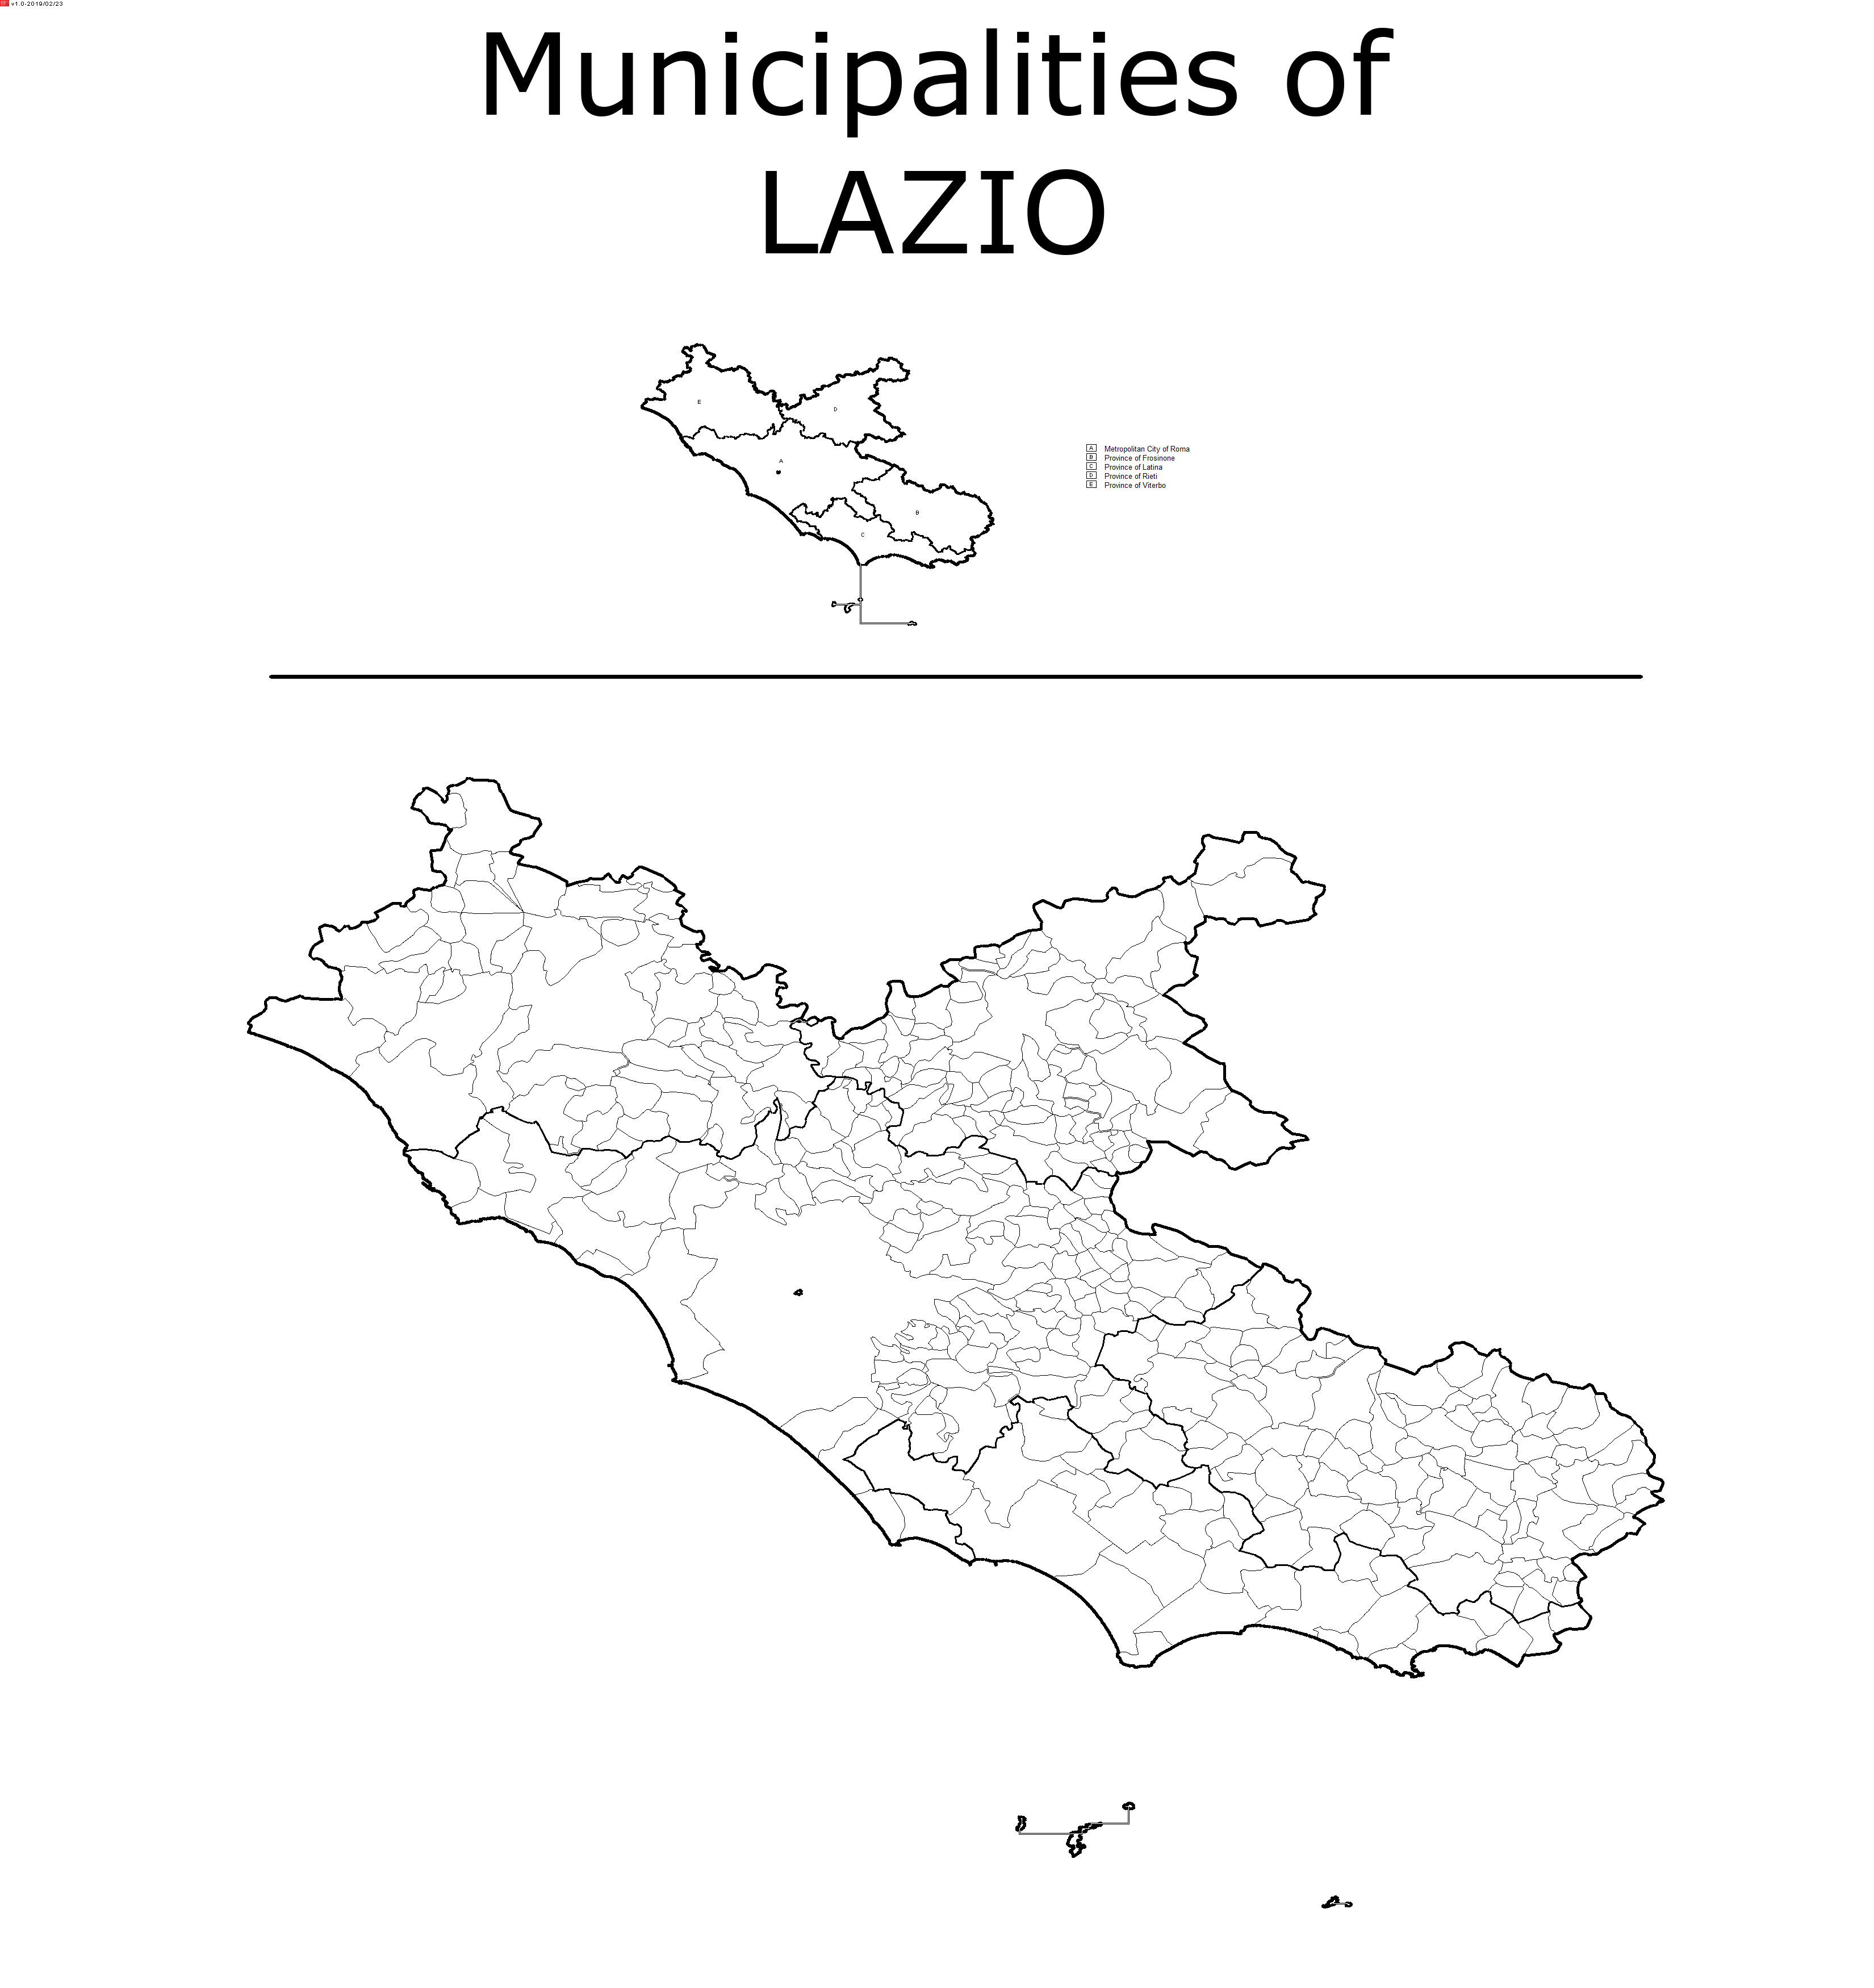 v1.0-2019/02/23
Municipalities of
LAZIO
E
D
A
B
C
A Metropolitan City of Roma
B Province of Frosinone
C Province of Latina
D Province of Rieti
E Province of Viterbo